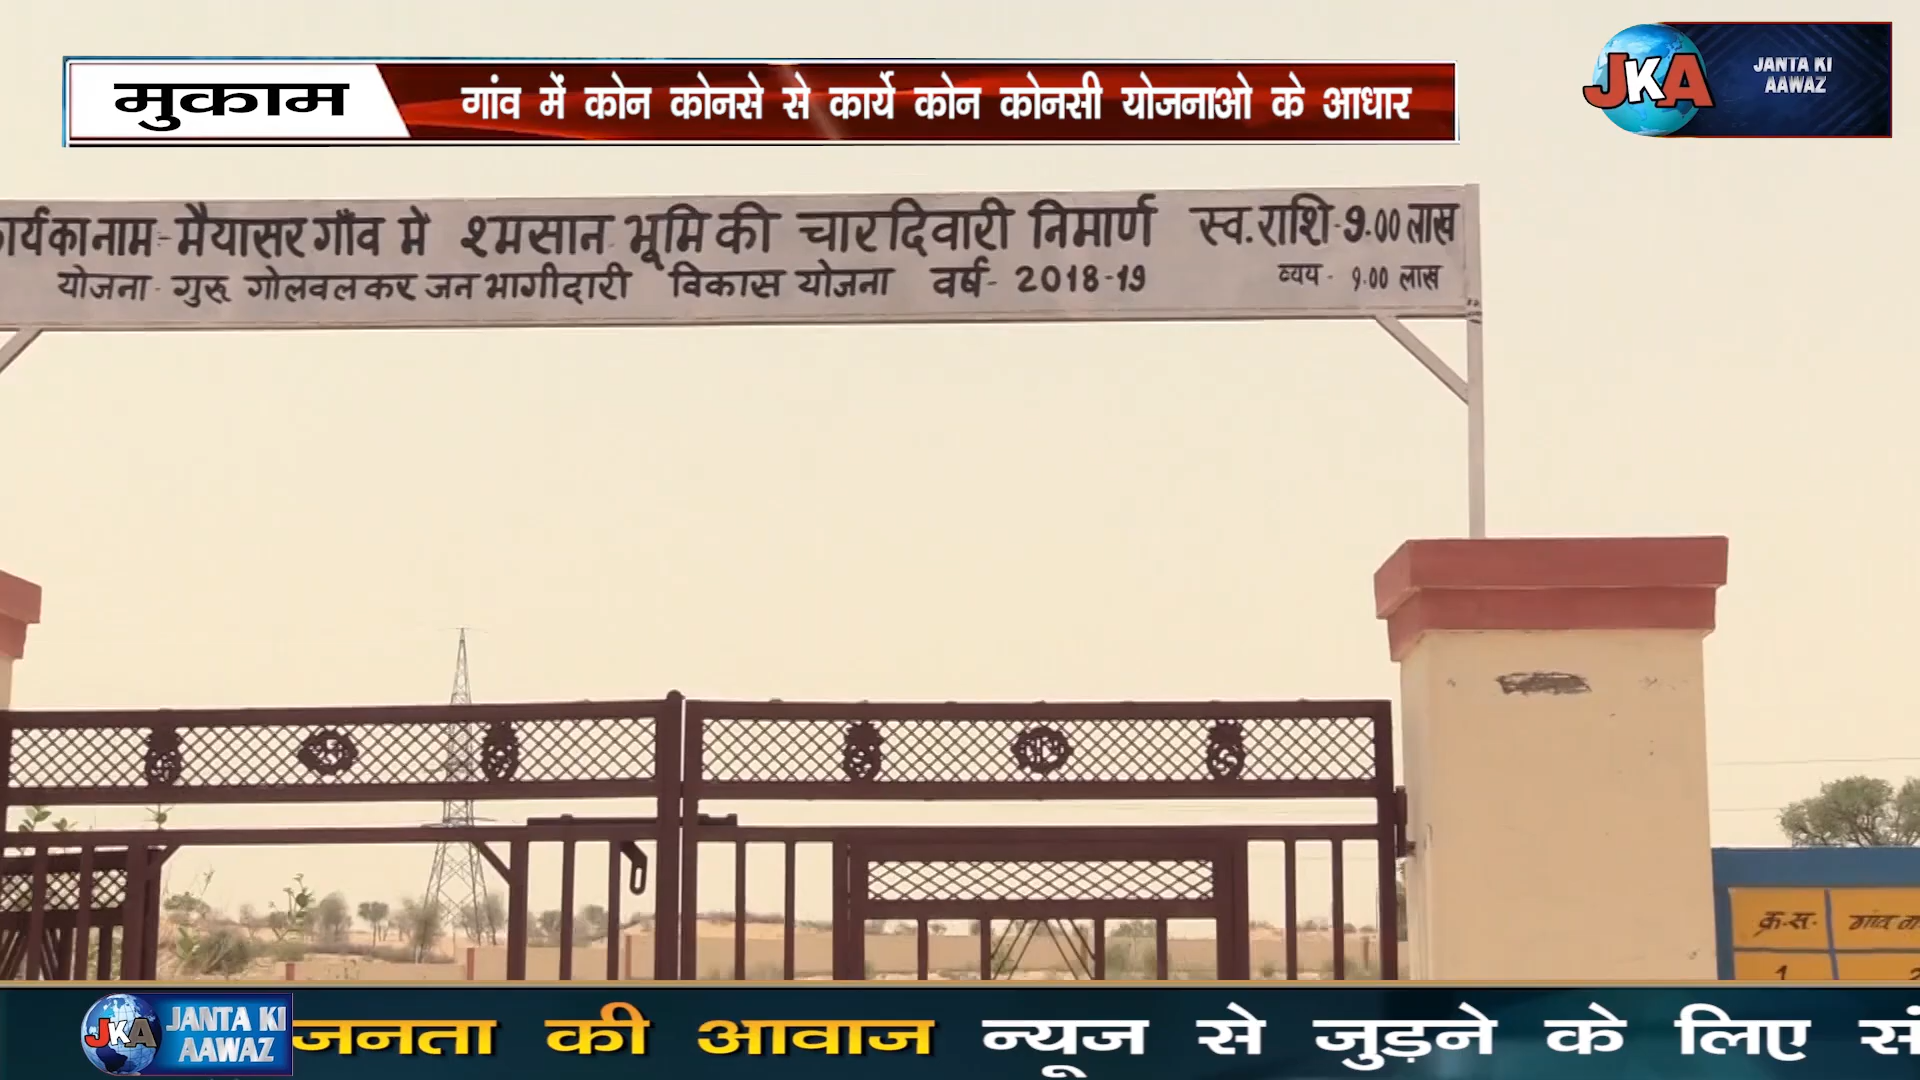 मुकाम
गांव में कोन कोनसे से कार्ये कोन कोनसी योजनाओ के आधार
JKA
JANTA KI
AAWAZ
कार्य का नाम:- मैयासर गाँव में श्मसान भूमि की चारदिवारी निमार्ण स्व. राशि-9.00 लाख
योजना- गुरू गोलवलकर जन भागीदारी विकास योजना वर्ष- 2018-19 व्यय - 9.00 लाख
क्र.स. गांव
1
JKA JANTA KI
AAWAZ
जनता की आवाज न्यूज से जुड़ने के लिए सं